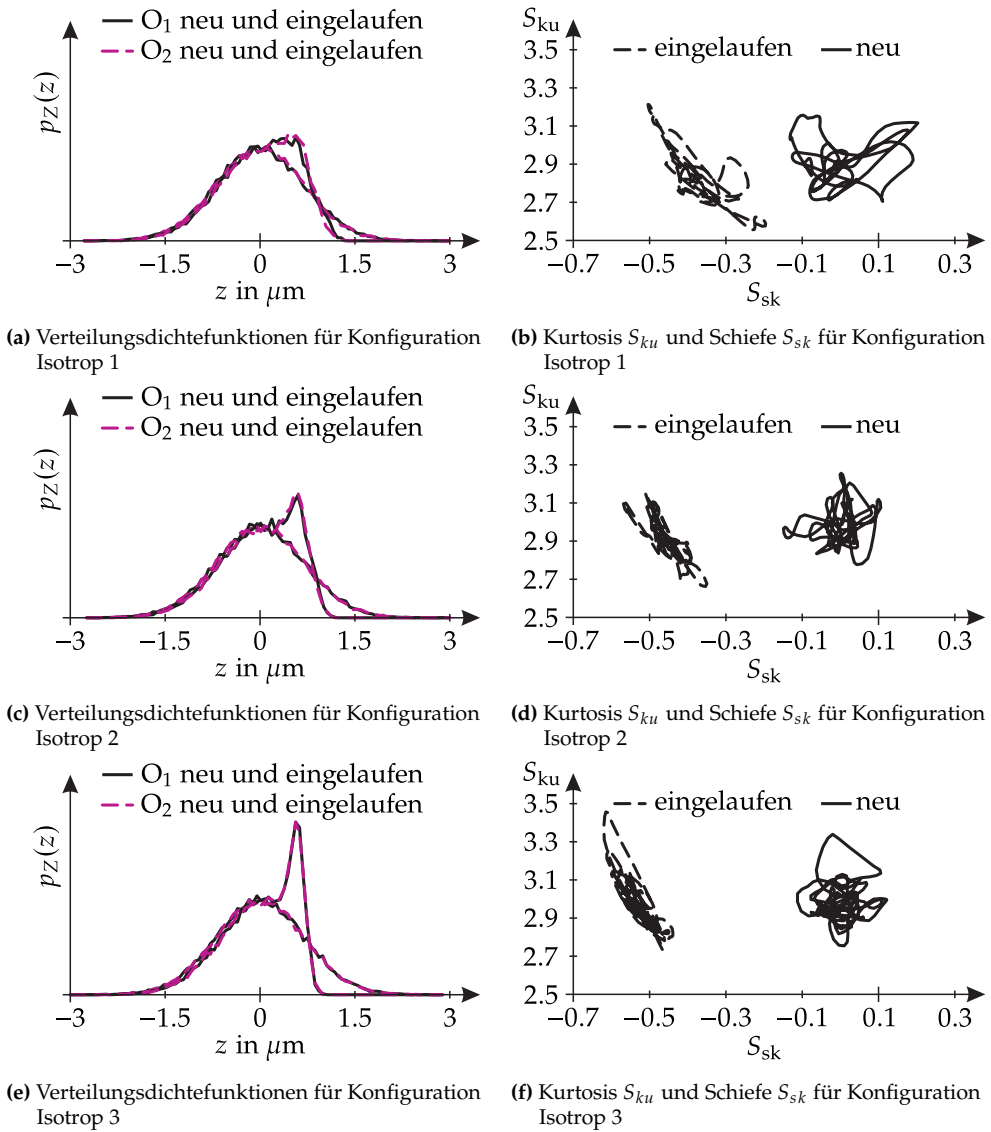 O₁ neu und eingelaufen
O₂ neu und eingelaufen
p_Z(z)
−3 −1.5 0 1.5 3
z in μm
(a) Verteilungsdichtefunktionen für Konfiguration
Isotrop 1
S_ku
eingelaufen neu
3.5
3.3
3.1
2.9
2.7
2.5
−0.7 −0.5 −0.3 −0.1 0.1 0.3
S_sk
(b) Kurtosis S_ku und Schiefe S_sk für Konfiguration
Isotrop 1
O₁ neu und eingelaufen
O₂ neu und eingelaufen
p_Z(z)
−3 −1.5 0 1.5 3
z in μm
(c) Verteilungsdichtefunktionen für Konfiguration
Isotrop 2
S_ku
eingelaufen neu
3.5
3.3
3.1
2.9
2.7
2.5
−0.7 −0.5 −0.3 −0.1 0.1 0.3
S_sk
(d) Kurtosis S_ku und Schiefe S_sk für Konfiguration
Isotrop 2
O₁ neu und eingelaufen
O₂ neu und eingelaufen
p_Z(z)
−3 −1.5 0 1.5 3
z in μm
(e) Verteilungsdichtefunktionen für Konfiguration
Isotrop 3
S_ku
eingelaufen neu
3.5
3.3
3.1
2.9
2.7
2.5
−0.7 −0.5 −0.3 −0.1 0.1 0.3
S_sk
(f) Kurtosis S_ku und Schiefe S_sk für Konfiguration
Isotrop 3